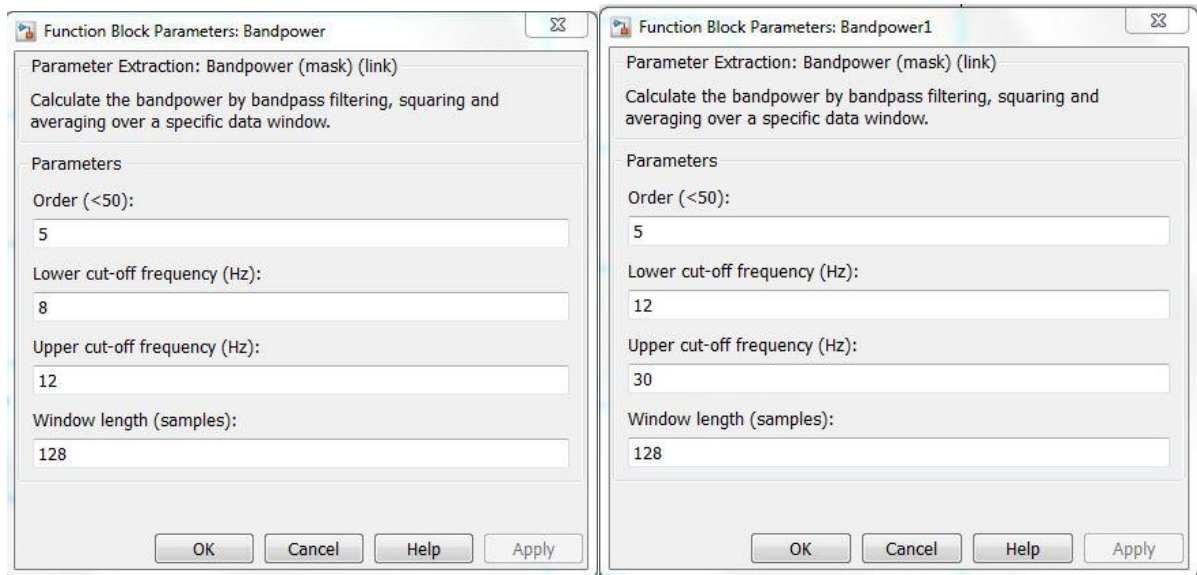 Function Block Parameters: Bandpower
Parameter Extraction: Bandpower (mask) (link)
Calculate the bandpower by bandpass filtering, squaring and
averaging over a specific data window.
Parameters
Order (<50):
5
Lower cut-off frequency (Hz):
8
Upper cut-off frequency (Hz):
12
Window length (samples):
128
OK Cancel Help Apply
Function Block Parameters: Bandpower1
Parameter Extraction: Bandpower (mask) (link)
Calculate the bandpower by bandpass filtering, squaring and
averaging over a specific data window.
Parameters
Order (<50):
5
Lower cut-off frequency (Hz):
12
Upper cut-off frequency (Hz):
30
Window length (samples):
128
OK Cancel Help Apply